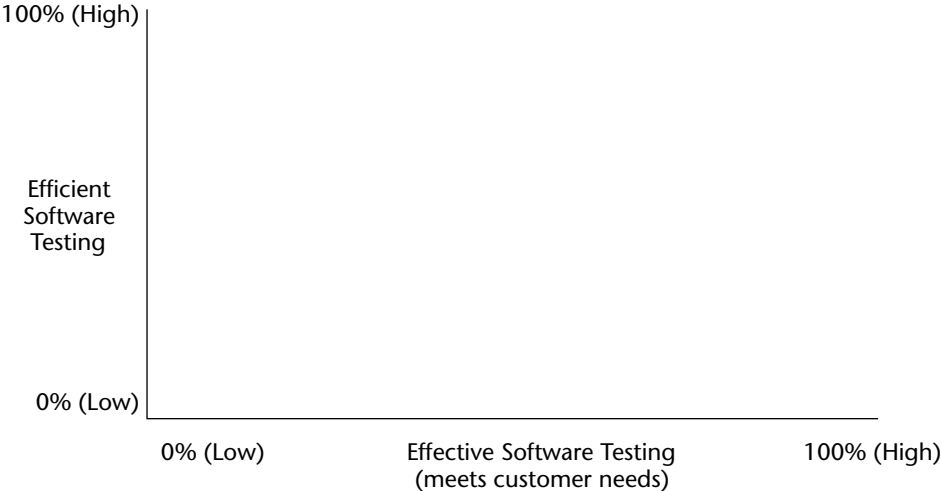 100% (High)
Efficient
Software
Testing
0% (Low)
0% (Low)
Effective Software Testing
(meets customer needs)
100% (High)